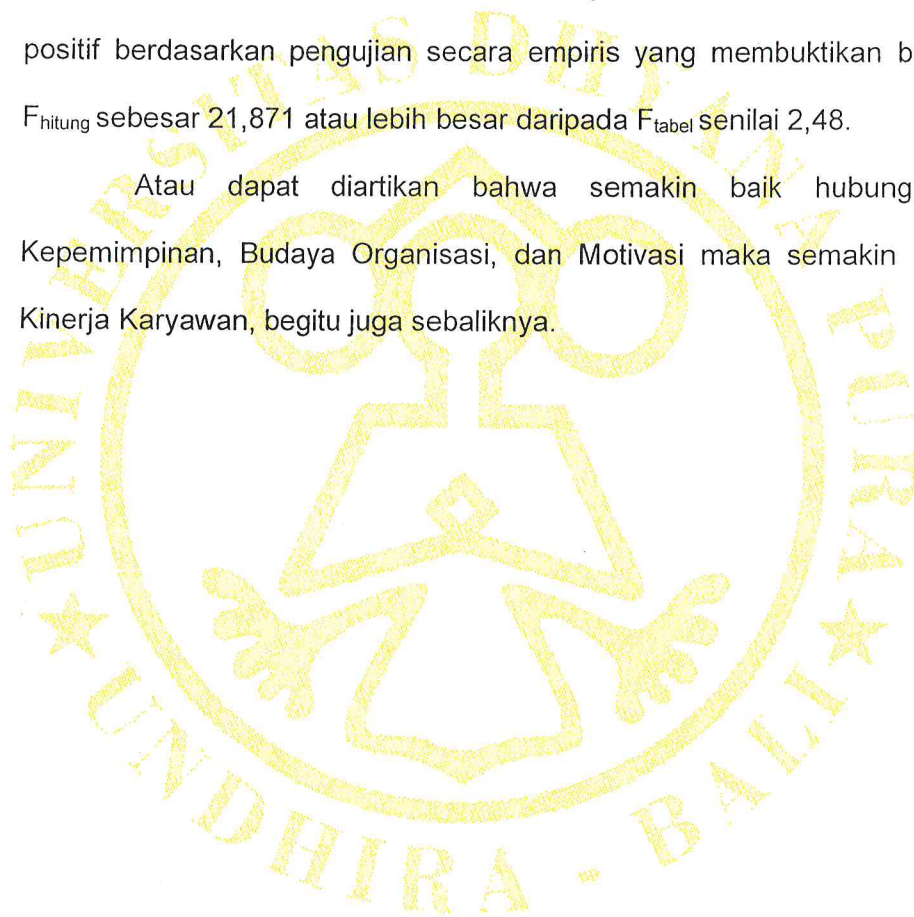 positif berdasarkan pengujian secara empiris yang membuktikan b
Fhitung sebesar 21,871 atau lebih besar daripada Ftabel senilai 2,48.
Atau dapat diartikan bahwa semakin baik hubung
Kepemimpinan, Budaya Organisasi, dan Motivasi maka semakin
Kinerja Karyawan, begitu juga sebaliknya.
UNIVERSITAS DHYANA PURA
★ UNDHIRA - BALI ★